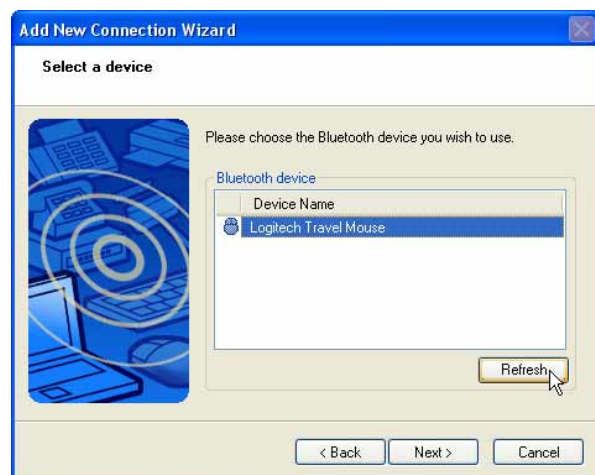 Add New Connection Wizard
Select a device
Please choose the Bluetooth device you wish to use.
Bluetooth device
Device Name
Logitech Travel Mouse
Refresh
< Back Next > Cancel